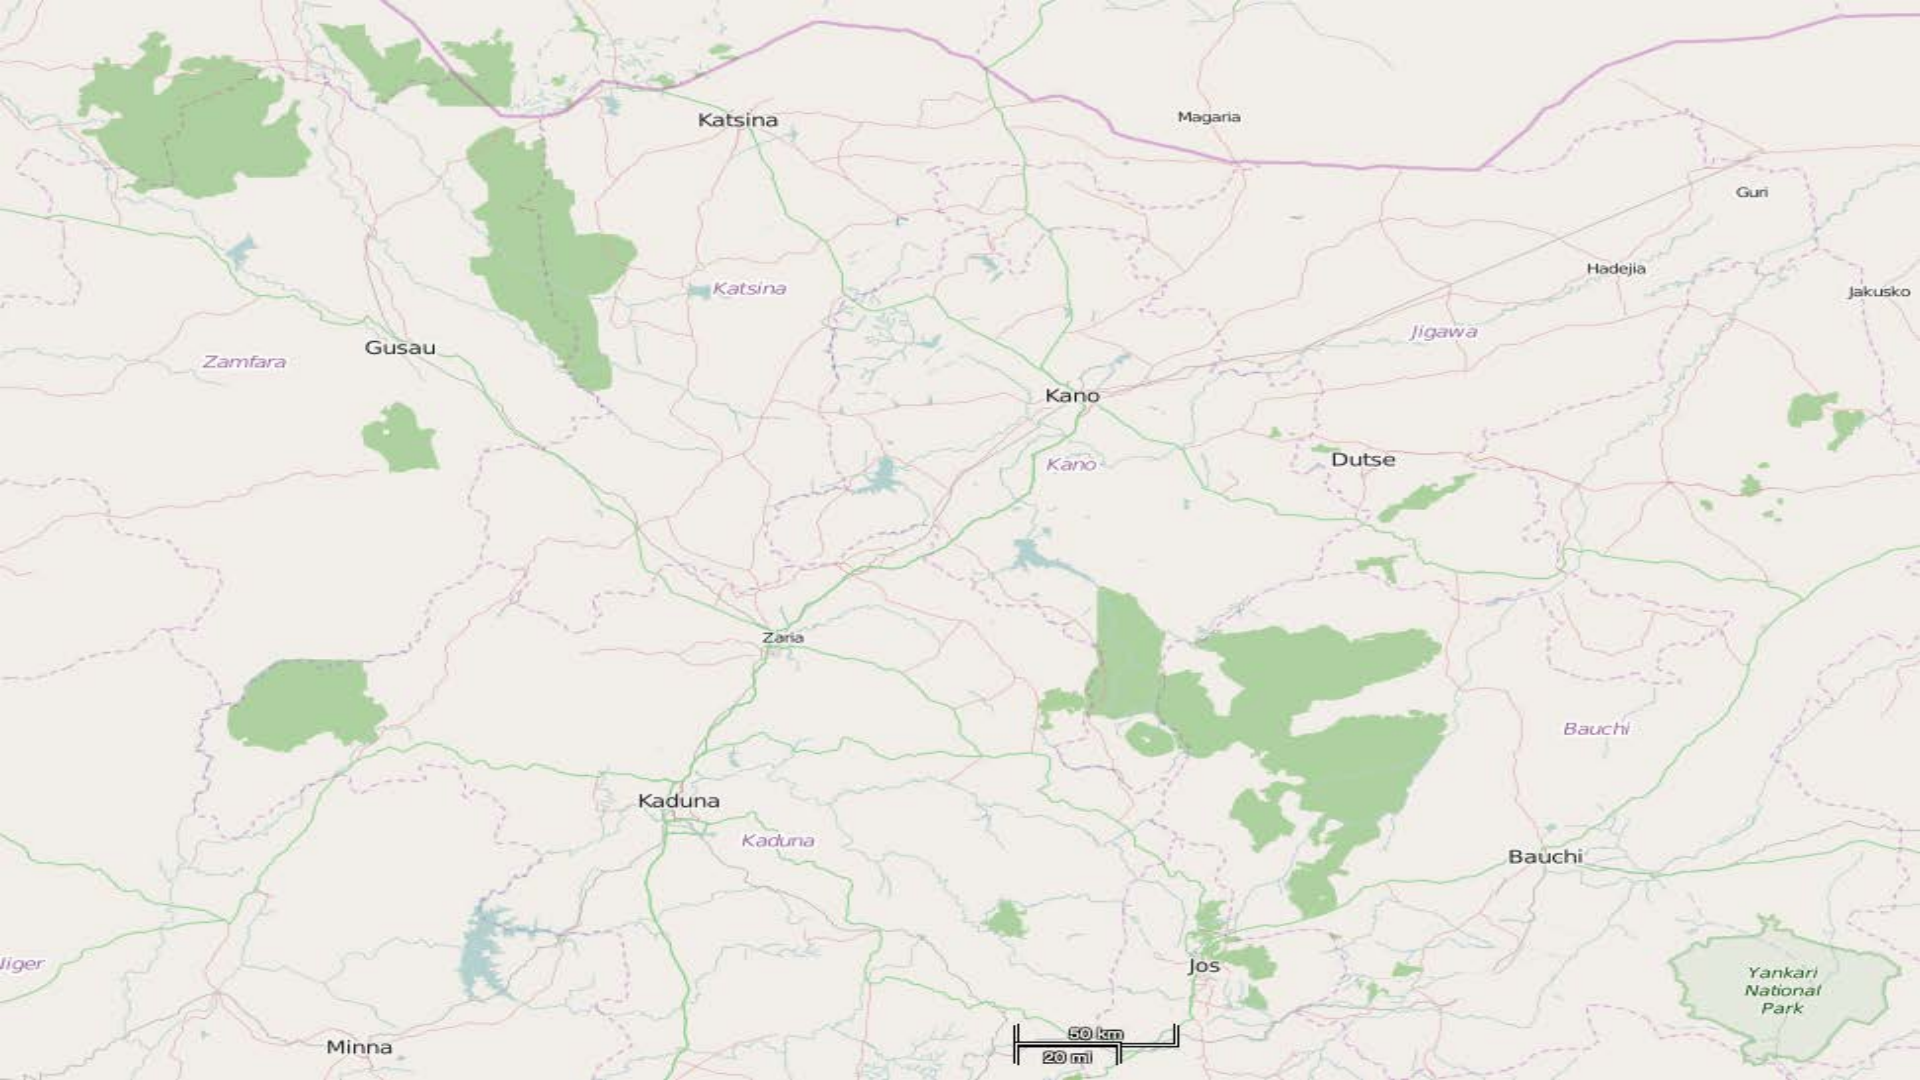 Katsina
Magaria
Guri
Hadejia
Katsina
Jakusko
Jigawa
Gusau
Zamfara
Kano
Kano
Dutse
Zaria
Bauchi
Kaduna
Kaduna
Bauchi
Jos
Yankari
National
Park
Minna
50 km
20 mi